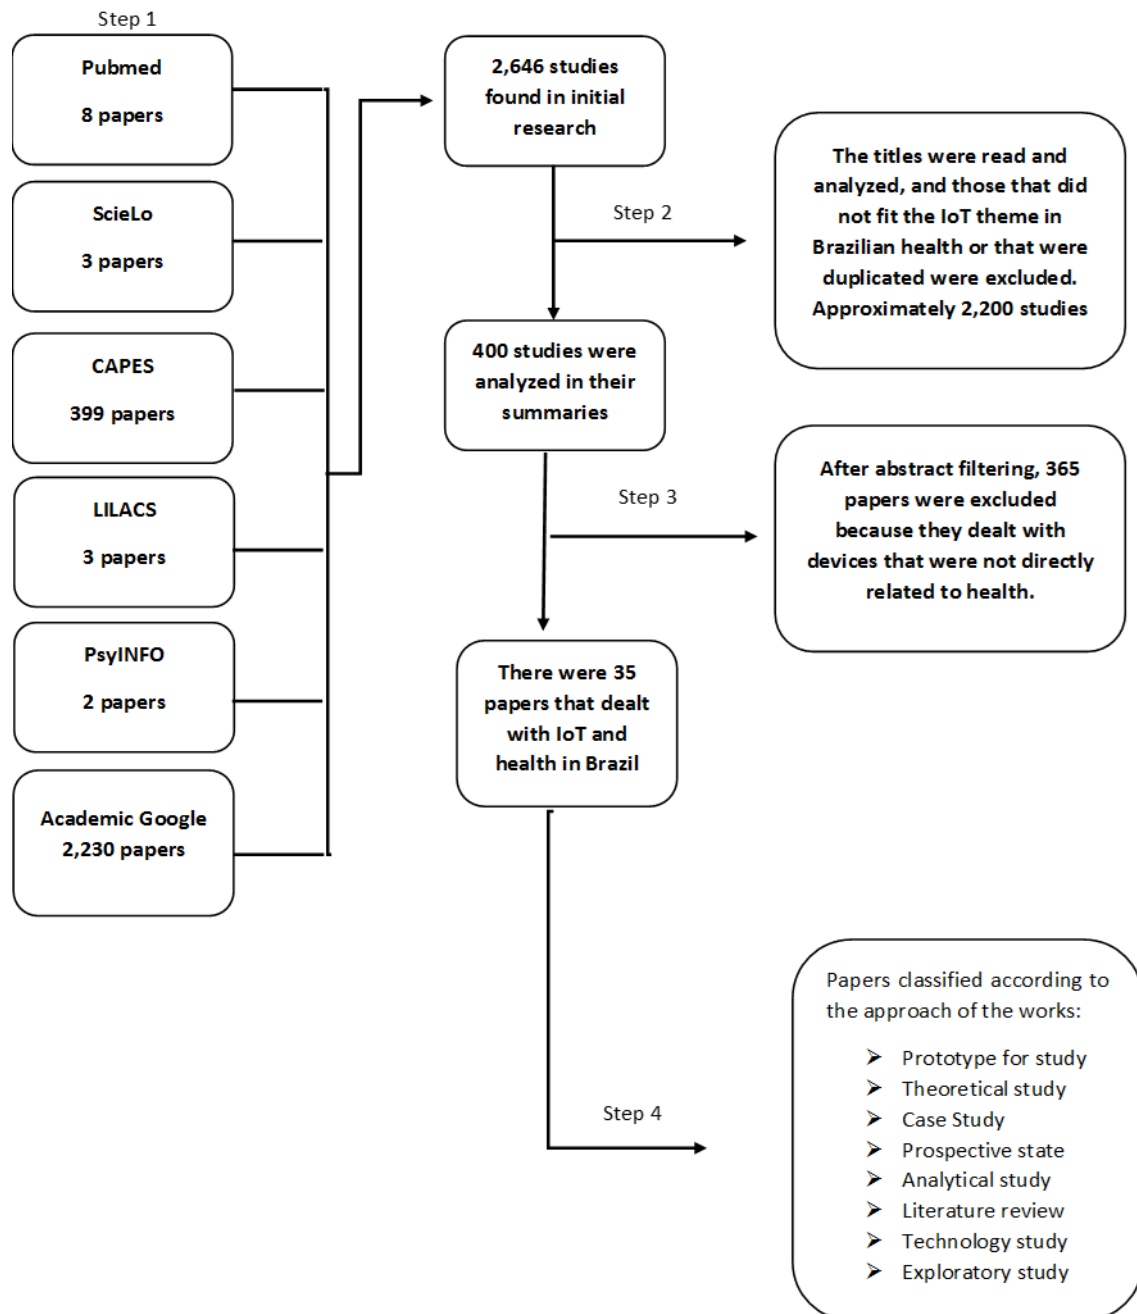 Step 1
Pubmed
8 papers
ScieLo
3 papers
CAPES
399 papers
LILACS
3 papers
PsyINFO
2 papers
Academic Google
2,230 papers
2,646 studies
found in initial
research
Step 2
The titles were read and
analyzed, and those that did
not fit the IoT theme in
Brazilian health or that were
duplicated were excluded.
Approximately 2,200 studies
400 studies were
analyzed in their
summaries
Step 3
After abstract filtering, 365
papers were excluded
because they dealt with
devices that were not directly
related to health.
There were 35
papers that dealt
with IoT and
health in Brazil
Step 4
Papers classified according to
the approach of the works:
➤ Prototype for study
➤ Theoretical study
➤ Case Study
➤ Prospective state
➤ Analytical study
➤ Literature review
➤ Technology study
➤ Exploratory study